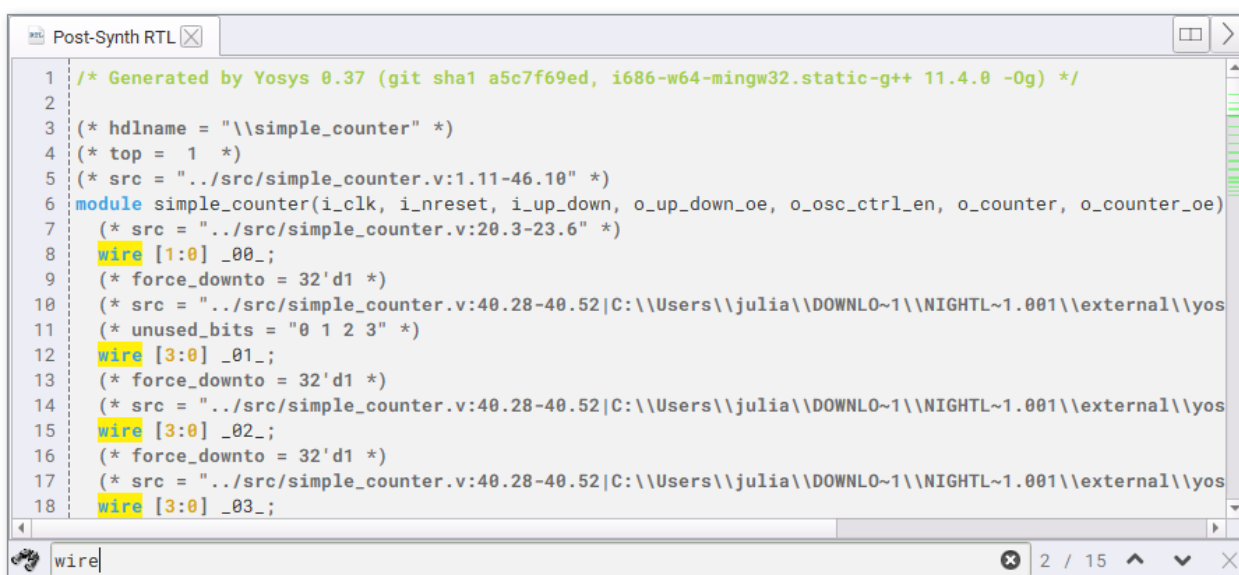 Post-Synth RTL
1 /* Generated by Yosys 0.37 (git sha1 a5c7f69ed, i686-w64-mingw32.static-g++ 11.4.0 -Og) */
2
3 (* hdlname = "\\simple_counter" *)
4 (* top =  1  *)
5 (* src = "../src/simple_counter.v:1.11-46.10" *)
6 module simple_counter(i_clk, i_nreset, i_up_down, o_up_down_oe, o_osc_ctrl_en, o_counter, o_counter_oe)
7   (* src = "../src/simple_counter.v:20.3-23.6" *)
8   wire [1:0] _00_;
9   (* force_downto = 32'd1 *)
10   (* src = "../src/simple_counter.v:40.28-40.52|C:\\Users\\julia\\DOWNLO~1\\NIGHTL~1.001\\external\\yos
11   (* unused_bits = "0 1 2 3" *)
12   wire [3:0] _01_;
13   (* force_downto = 32'd1 *)
14   (* src = "../src/simple_counter.v:40.28-40.52|C:\\Users\\julia\\DOWNLO~1\\NIGHTL~1.001\\external\\yos
15   wire [3:0] _02_;
16   (* force_downto = 32'd1 *)
17   (* src = "../src/simple_counter.v:40.28-40.52|C:\\Users\\julia\\DOWNLO~1\\NIGHTL~1.001\\external\\yos
18   wire [3:0] _03_;
wire 2 / 15